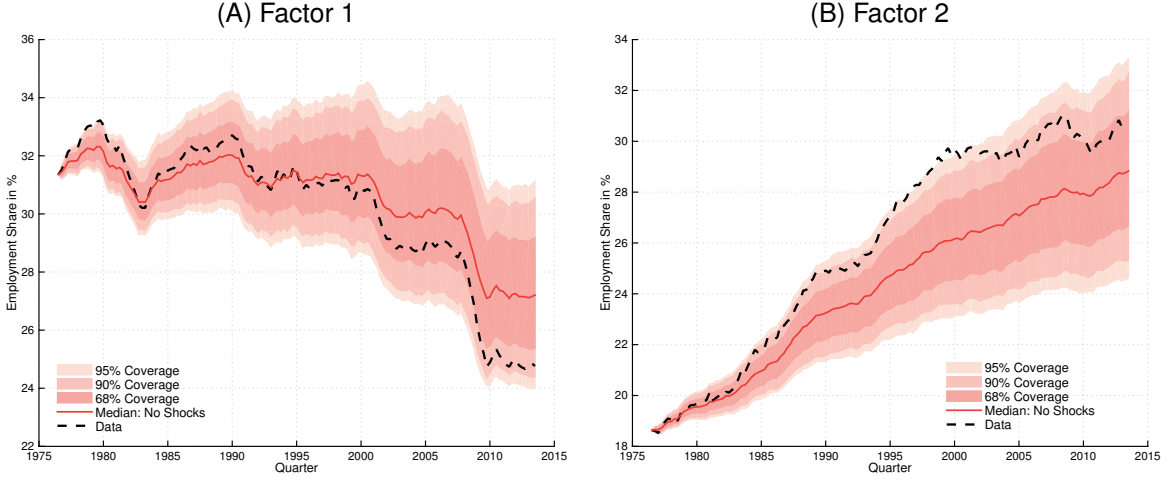 (A) Factor 1
Employment Share in %
36
34
32
30
28
26
24
22
95% Coverage
90% Coverage
68% Coverage
Median: No Shocks
Data
1975 1980 1985 1990 1995 2000 2005 2010 2015
Quarter
(B) Factor 2
Employment Share in %
34
32
30
28
26
24
22
20
18
95% Coverage
90% Coverage
68% Coverage
Median: No Shocks
Data
1975 1980 1985 1990 1995 2000 2005 2010 2015
Quarter